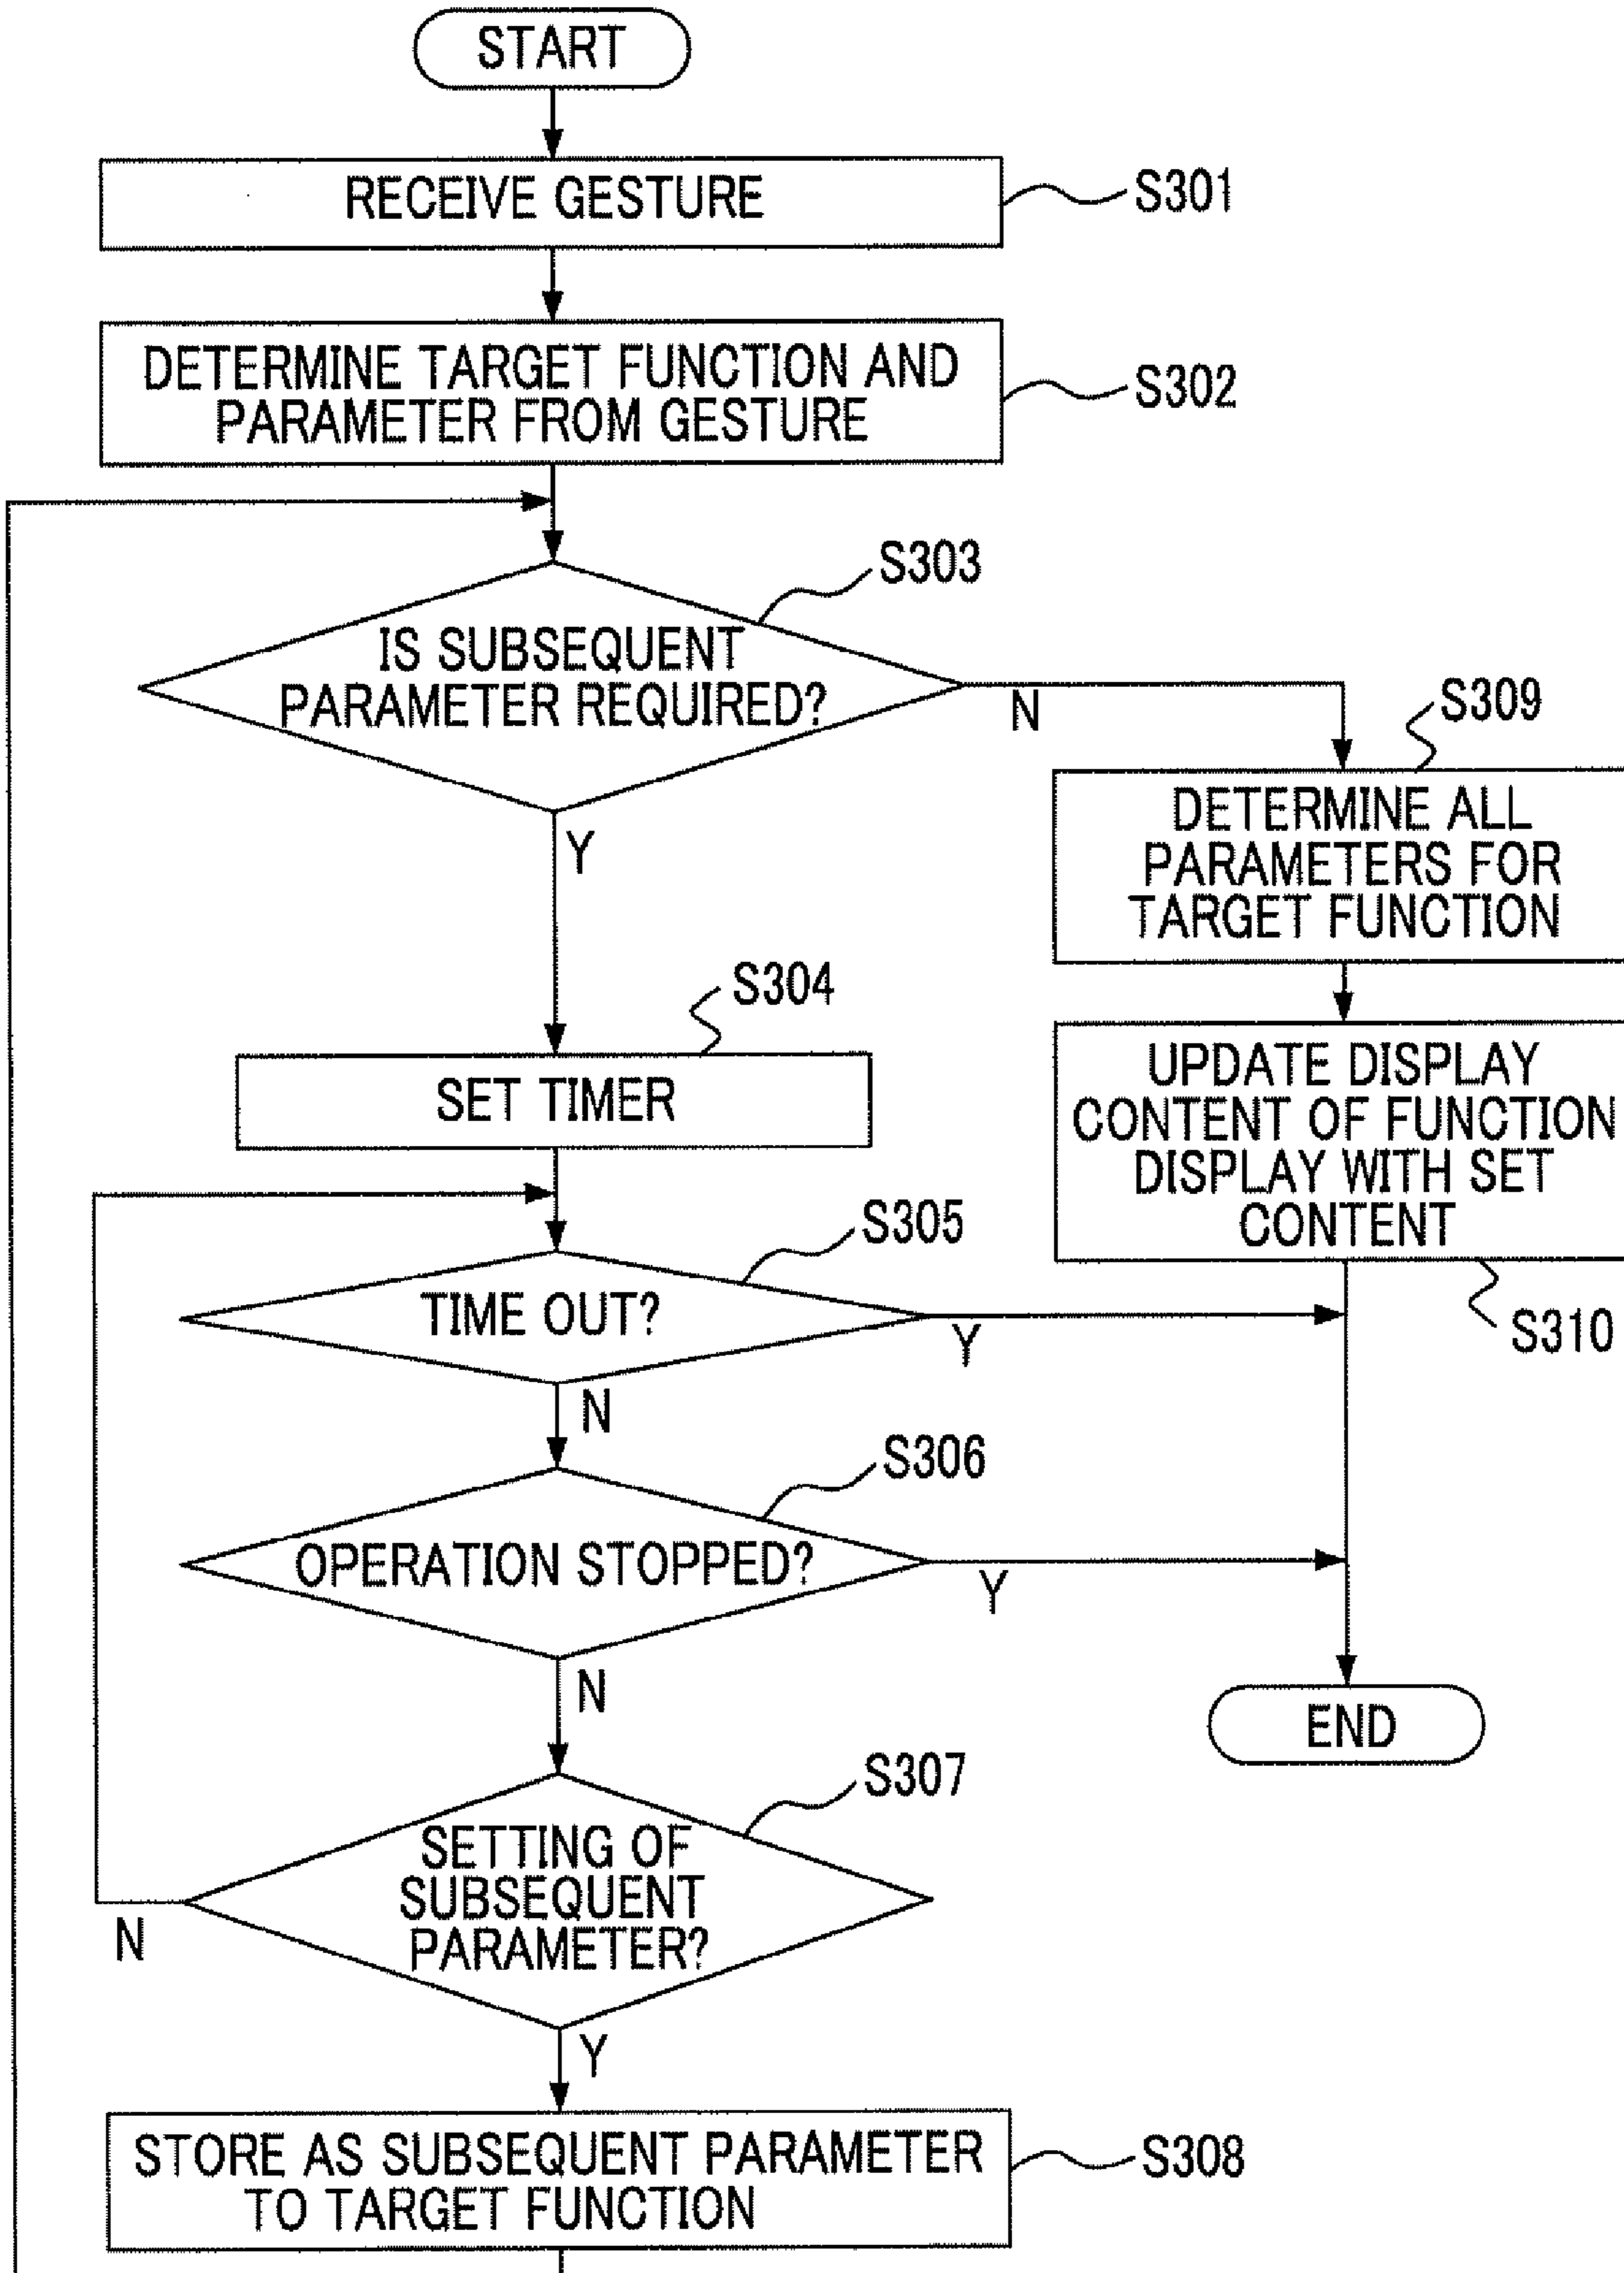 START
RECEIVE GESTURE
S301
DETERMINE TARGET FUNCTION AND
PARAMETER FROM GESTURE
S302
S303
IS SUBSEQUENT
PARAMETER REQUIRED?
N
Y
S309
DETERMINE ALL
PARAMETERS FOR
TARGET FUNCTION
S304
SET TIMER
UPDATE DISPLAY
CONTENT OF FUNCTION
DISPLAY WITH SET
CONTENT
S310
S305
TIME OUT?
Y
N
S306
OPERATION STOPPED?
Y
N
END
S307
SETTING OF
SUBSEQUENT
PARAMETER?
N
Y
STORE AS SUBSEQUENT PARAMETER
TO TARGET FUNCTION
S308